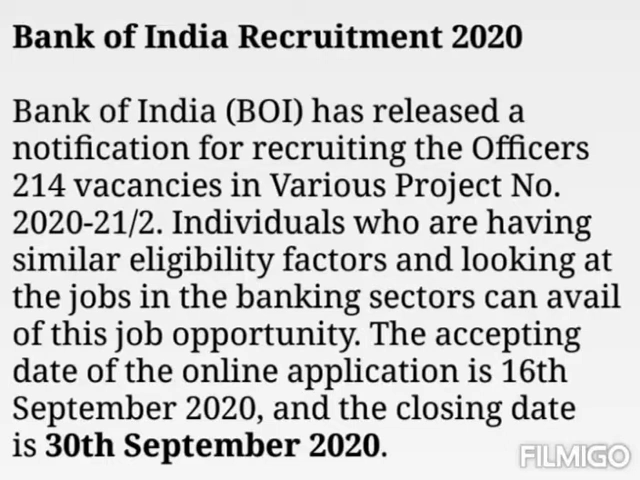 Bank of India Recruitment 2020
Bank of India (BOI) has released a
notification for recruiting the Officers
214 vacancies in Various Project No.
2020-21/2. Individuals who are having
similar eligibility factors and looking at
the jobs in the banking sectors can avail
of this job opportunity. The accepting
date of the online application is 16th
September 2020, and the closing date
is 30th September 2020.
FILMIGO